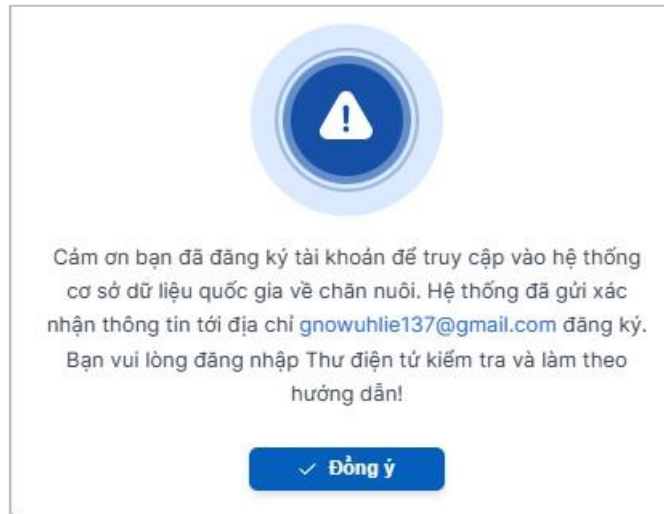 Cảm ơn bạn đã đăng ký tài khoản để truy cập vào hệ thống
cơ sở dữ liệu quốc gia về chăn nuôi. Hệ thống đã gửi xác
nhận thông tin tới địa chỉ gnowuhlie137@gmail.com đăng ký.
Bạn vui lòng đăng nhập Thư điện tử kiểm tra và làm theo
hướng dẫn!
Đồng ý